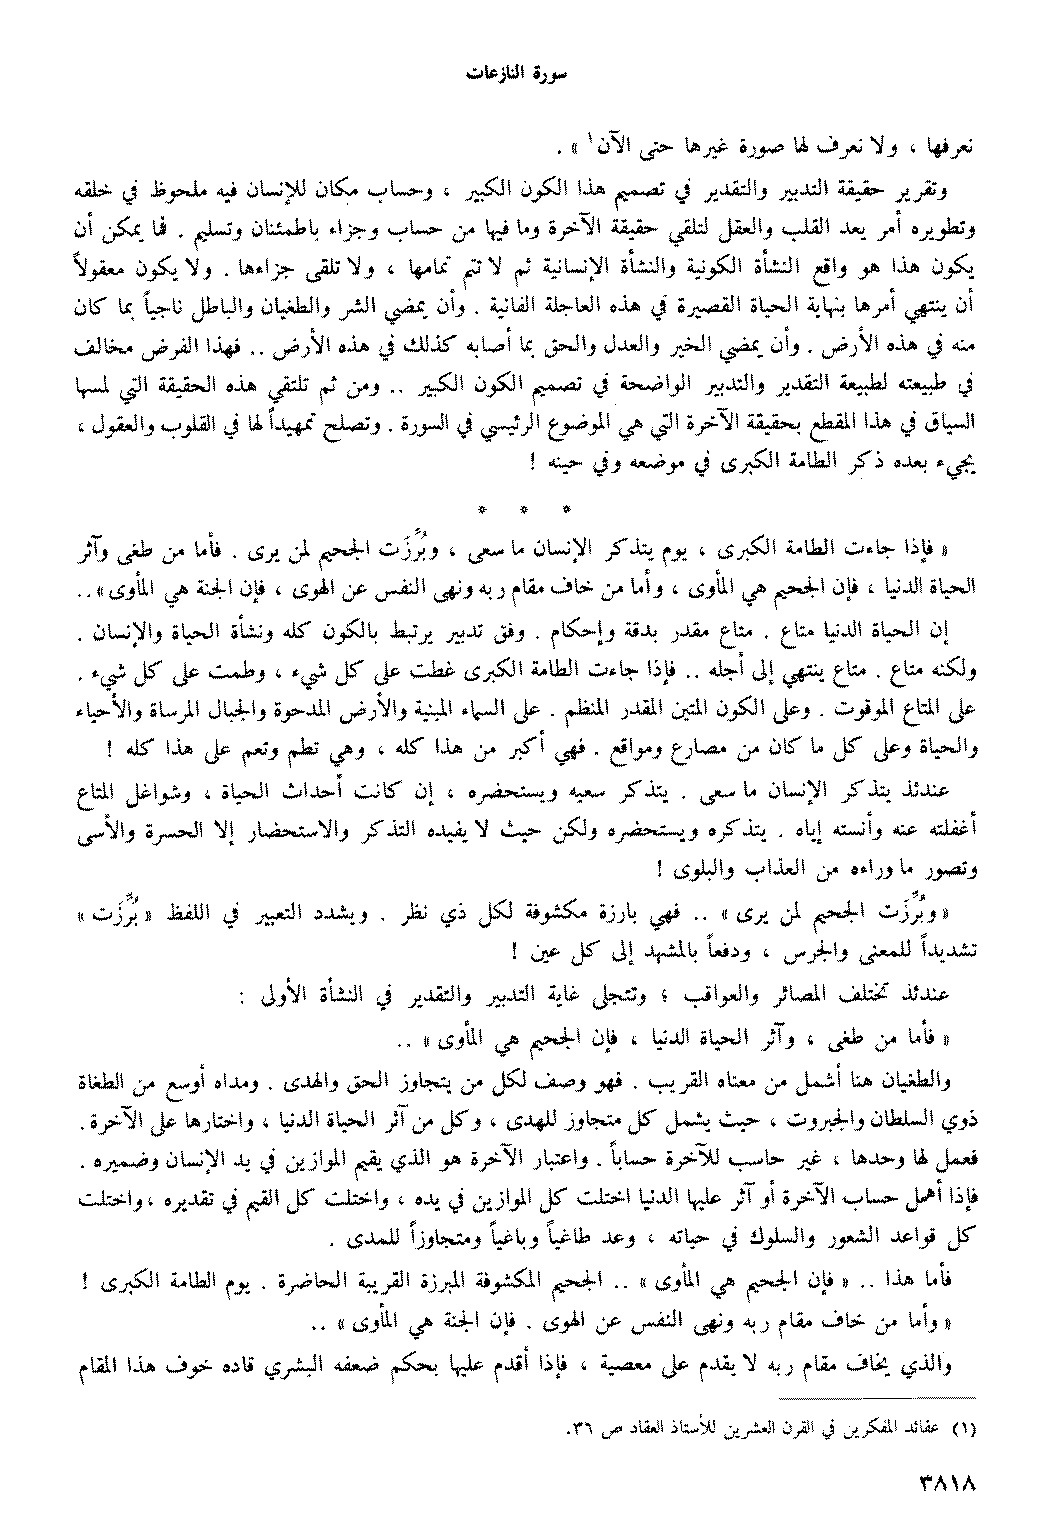 سورة النازعات
نعرفها ، ولا نعرف لها صورة غيرها حتى الآن١ » .
وتقرير حقيقة التدبير والتقدير في تصميم هذا الكون الكبير ، وحساب مكان للإنسان فيه ملحوظ في خلقه
وتطويره أمر يعد القلب والعقل لتلقي حقيقة الآخرة وما فيها من حساب وجزاء باطمئنان وتسليم . فما يمكن أن
يكون هذا هو واقع النشأة الكونية والنشأة الإنسانية ثم لا تتم تمامها ، ولا تلقى جزاءها . ولا يكون معقولاً
أن ينتهي أمرها بنهاية الحياة القصيرة في هذه العاجلة الفانية . وأن يمضي الشر والطغيان والباطل ناجياً بما كان
منه في هذه الأرض . وأن يمضي الخير والعدل والحق بما أصابه كذلك في هذه الأرض .. فهذا الفرض مخالف
في طبيعته لطبيعة التقدير والتدبير الواضحة في تصميم الكون الكبير .. ومن ثم تلتقي هذه الحقيقة التي لمسها
السياق في هذا المقطع بحقيقة الآخرة التي هي الموضوع الرئيسي في السورة . وتصلح تمهيداً لها في القلوب والعقول ،
يجيء بعده ذكر الطامة الكبرى في موضعه وفي حينه !
* * *
« فإذا جاءت الطامة الكبرى ، يوم يتذكر الإنسان ما سعى ، وبُرِّزَت الجحيم لمن يرى . فأما من طغى وآثر
الحياة الدنيا ، فإن الجحيم هي المأوى ، وأما من خاف مقام ربه ونهى النفس عن الهوى ، فإن الجنة هي المأوى » ..
إن الحياة الدنيا متاع . متاع مقدر بدقة وإحكام . وفق تدبير يرتبط بالكون كله ونشأة الحياة والإنسان .
ولكنه متاع . متاع ينتهي إلى أجله .. فإذا جاءت الطامة الكبرى غطت على كل شيء ، وطمت على كل شيء .
على المتاع الموقوت . وعلى الكون المتين المقدر المنظم . على السماء المبنية والأرض المدحوة والجبال المرساة والأحياء
والحياة وعلى كل ما كان من مصارع ومواقع . فهي أكبر من هذا كله ، وهي تطم وتعم على هذا كله !
عندئذ يتذكر الإنسان ما سعى . يتذكر سعيه ويستحضره ، إن كانت أحداث الحياة ، وشواغل المتاع
أغفلته عنه وأنسته إياه . يتذكره ويستحضره ولكن حيث لا يفيده التذكر والاستحضار إلا الحسرة والأسى
وتصور ما وراءه من العذاب والبلوى !
« وبُرِّزَت الجحيم لمن يرى » .. فهي بارزة مكشوفة لكل ذي نظر . ويشدد التعبير في اللفظ « بُرِّزَت »
تشديداً للمعنى والجرس ، ودفعاً بالمشهد إلى كل عين !
عندئذ تختلف المصائر والعواقب ؛ وتتجلى غاية التدبير والتقدير في النشأة الأولى :
« فأما من طغى ، وآثر الحياة الدنيا ، فإن الجحيم هي المأوى » ..
والطغيان هنا أشمل من معناه القريب . فهو وصف لكل من يتجاوز الحق والهدى . ومداه أوسع من الطغاة
ذوي السلطان والجبروت ، حيث يشمل كل متجاوز للهدى ، وكل من آثر الحياة الدنيا ، واختارها على الآخرة .
فعمل لها وحدها ، غير حاسب للآخرة حساباً . واعتبار الآخرة هو الذي يقيم الموازين في يد الإنسان وضميره .
فإذا أهمل حساب الآخرة أو آثر عليها الدنيا اختلت كل الموازين في يده ، واختلت كل القيم في تقديره ، واختلت
كل قواعد الشعور والسلوك في حياته ، وعد طاغياً وباغياً ومتجاوزاً للمدى .
فأما هذا .. « فإن الجحيم هي المأوى » .. الجحيم المكشوفة المبرزة القريبة الحاضرة . يوم الطامة الكبرى !
« وأما من خاف مقام ربه ونهى النفس عن الهوى . فإن الجنة هي المأوى » ..
والذي يخاف مقام ربه لا يقدم على معصية ، فإذا أقدم عليها بحكم ضعفه البشري قاده خوف هذا المقام
(١) عقائد المفكرين في القرن العشرين للأستاذ العقاد ص ٣٦.
٣٨١٨